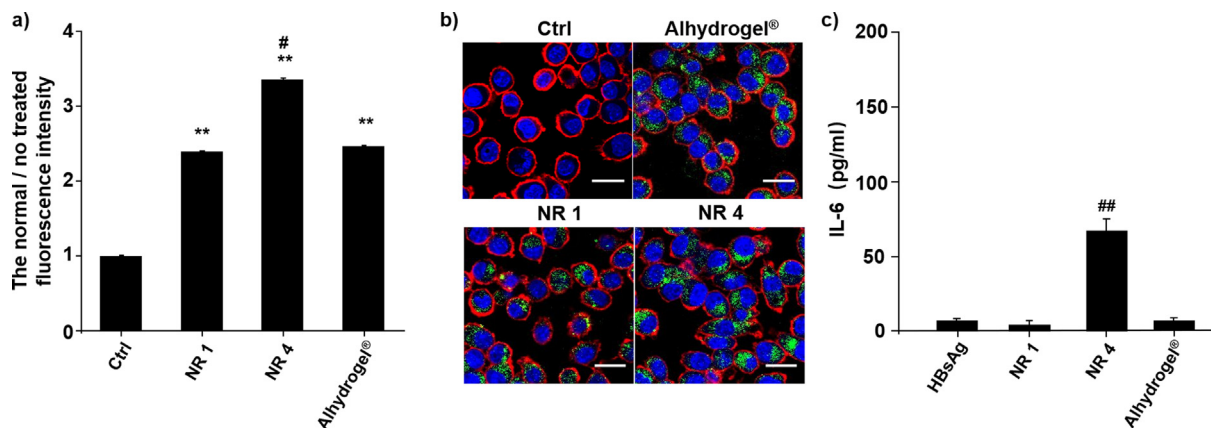 a)
The normal / no treated
fluorescence intensity
4
3
2
1
0
**
#
**
**
Ctrl
NR 1
NR 4
Alhydrogel®
b)
Ctrl
Alhydrogel®
NR 1
NR 4
c)
IL-6 (pg/ml)
200
150
100
50
0
##
HBsAg
NR 1
NR 4
Alhydrogel®